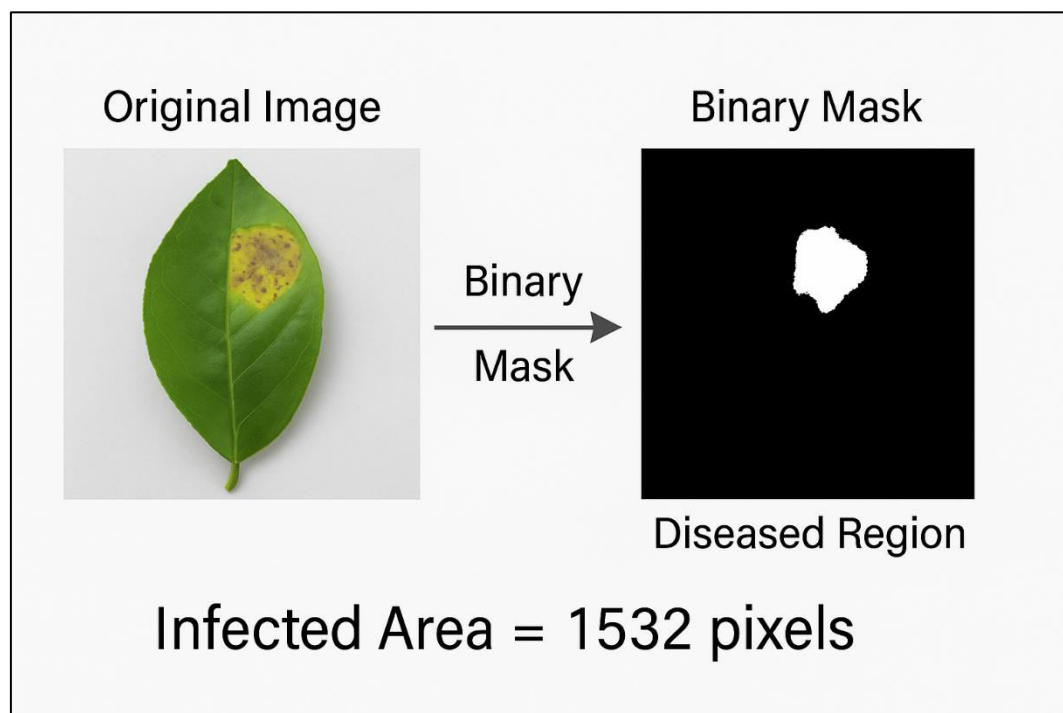 Original Image
Binary Mask
Binary
Mask
Diseased Region
Infected Area = 1532 pixels